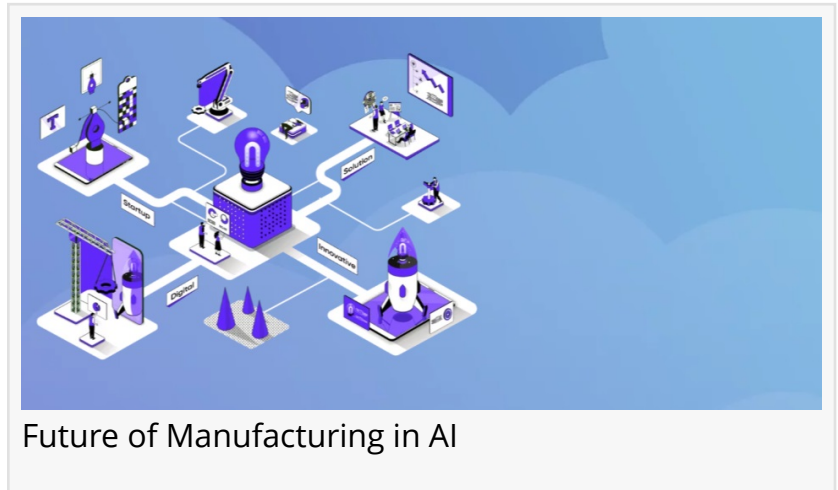 T
Solution
Startup
Innovative
Digital
Future of Manufacturing in AI